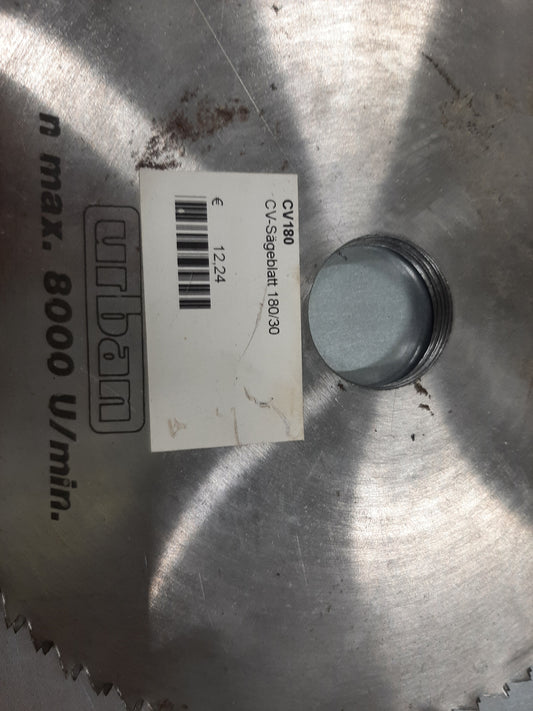 CV180
CV-Sägeblatt 180/30
€ 12,24
urban
n max. 8000 U/min.